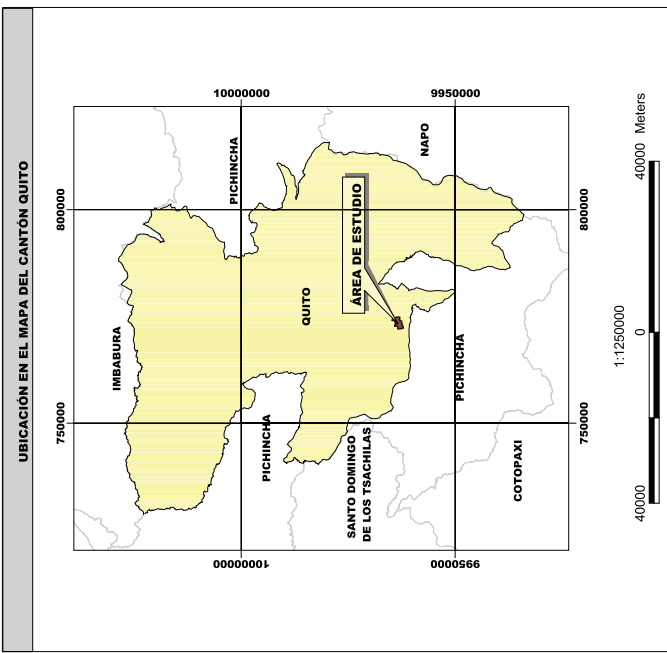 UBICACIÓN EN EL MAPA DEL CANTÓN QUITO
750000
800000
10000000
10000000
9950000
9950000
750000
800000
IMBABURA
PICHINCHA
PICHINCHA
QUITO
ÁREA DE ESTUDIO
SANTO DOMINGO
DE LOS TSACHILAS
NAPO
PICHINCHA
COTOPAXI
1:1250000
40000
0
40000 Meters